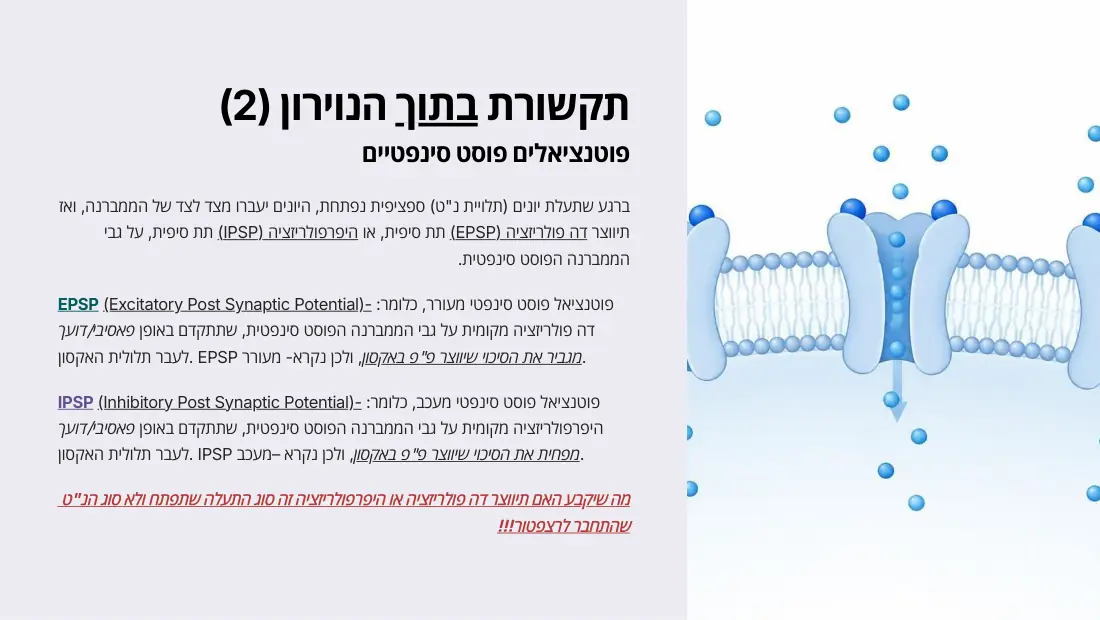 תקשורת בתוך הנוירון (2)
פוטנציאלים פוסט סינפטיים
ברגע שתעלת יונים (תלויית נ"ט) ספציפית נפתחת, היונים יעברו מצד לצד של הממברנה, ואז
תיווצר דה פולריזציה (EPSP) תת סיפית, או היפרפולריזציה (IPSP) תת סיפית, על גבי
הממברנה הפוסט סינפטית.
EPSP (Excitatory Post Synaptic Potential)- פוטנציאל פוסט סינפטי מעורר, כלומר:
דה פולריזציה מקומית על גבי הממברנה הפוסט סינפטית, שתתקדם באופן פאסיבי/דועך
לעבר תלולית האקסון. EPSP מגביר את הסיכוי שיווצר פ"פ באקסון, ולכן נקרא- מעורר.
IPSP (Inhibitory Post Synaptic Potential)- פוטנציאל פוסט סינפטי מעכב, כלומר:
היפרפולריזציה מקומית על גבי הממברנה הפוסט סינפטית, שתתקדם באופן פאסיבי/דועך
לעבר תלולית האקסון. IPSP מפחית את הסיכוי שיווצר פ"פ באקסון, ולכן נקרא –מעכב.
מה שיקבע האם תיווצר דה פולריזציה או היפרפולריזציה זה סוג התעלה שתפתח ולא סוג הנ"ט
שהתחבר לרצפטור!!!